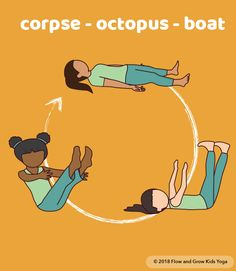 corpse - octopus - boat
© 2018 Flow and Grow Kids Yoga